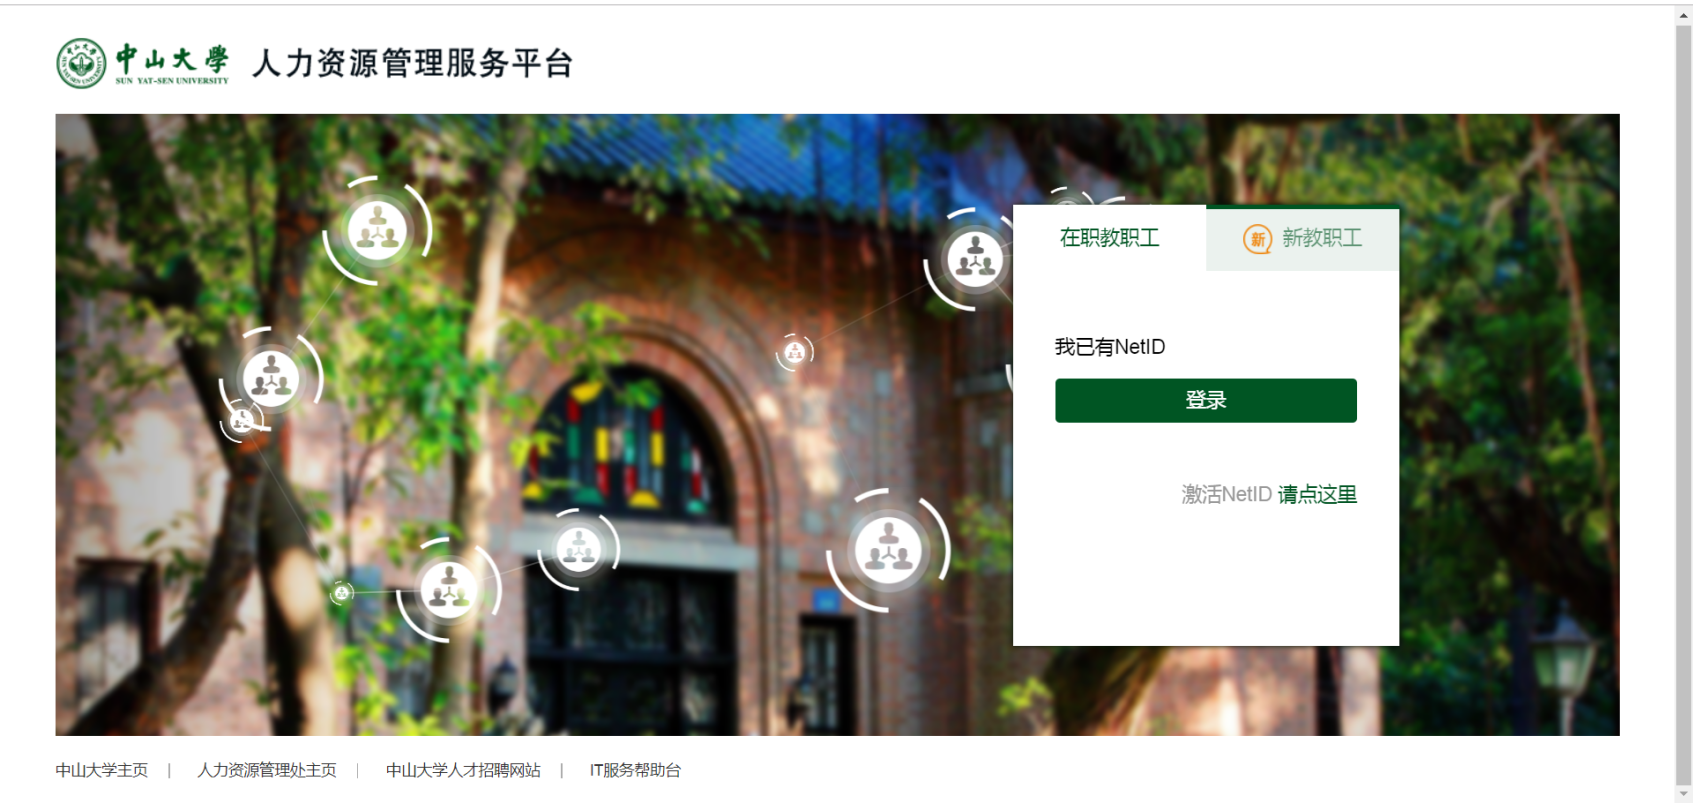 中山大學 人力资源管理服务平台
SUN YAT-SEN UNIVERSITY
在职教职工
新 新教职工
我已有NetID
登录
激活NetID 请点这里
中山大学主页 | 人力资源管理处主页 | 中山大学人才招聘网站 | IT服务帮助台